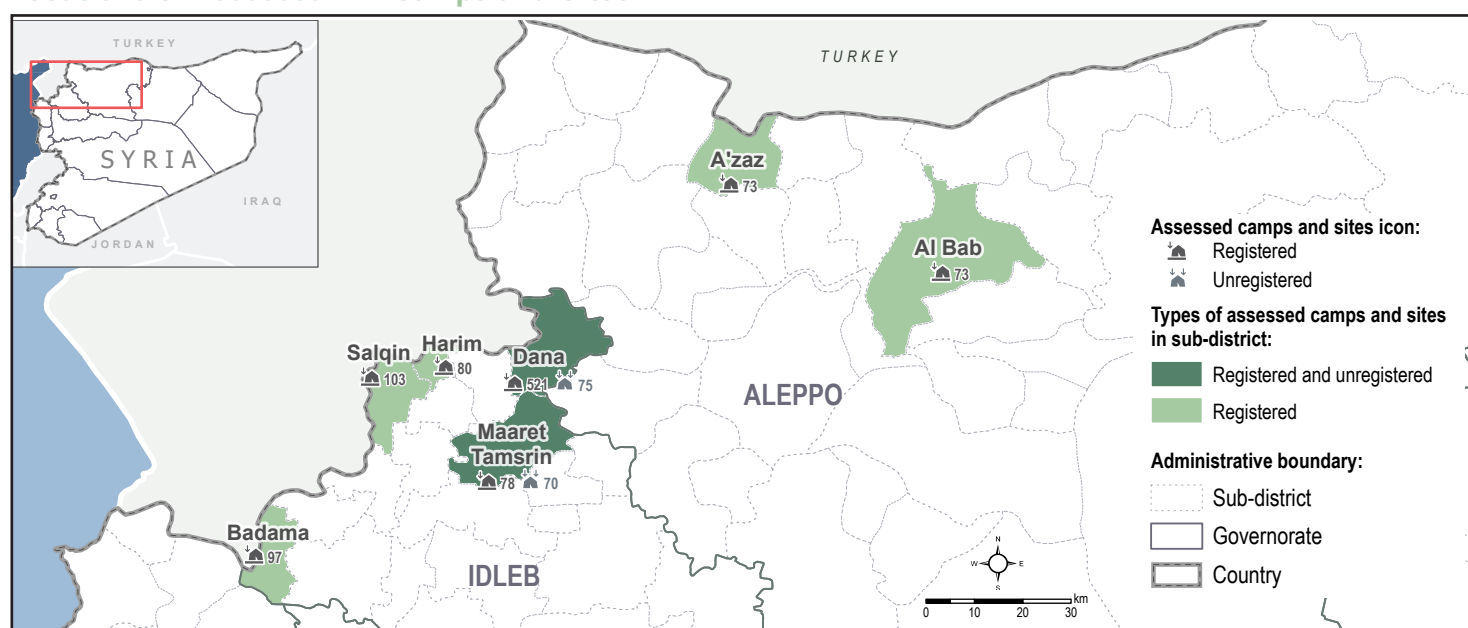 TURKEY
SYRIA
IRAQ
JORDAN
TURKEY
A'zaz
73
Al Bab
73
Harim
80
Salqin
103
Dana
521 75
ALEPPO
Maaret
Tamsrin
78 70
Badama
97
IDLEB
Assessed camps and sites icon:
Registered
Unregistered
Types of assessed camps and sites
in sub-district:
Registered and unregistered
Registered
Administrative boundary:
Sub-district
Governorate
Country
N
W E
S
km
0 10 20 30